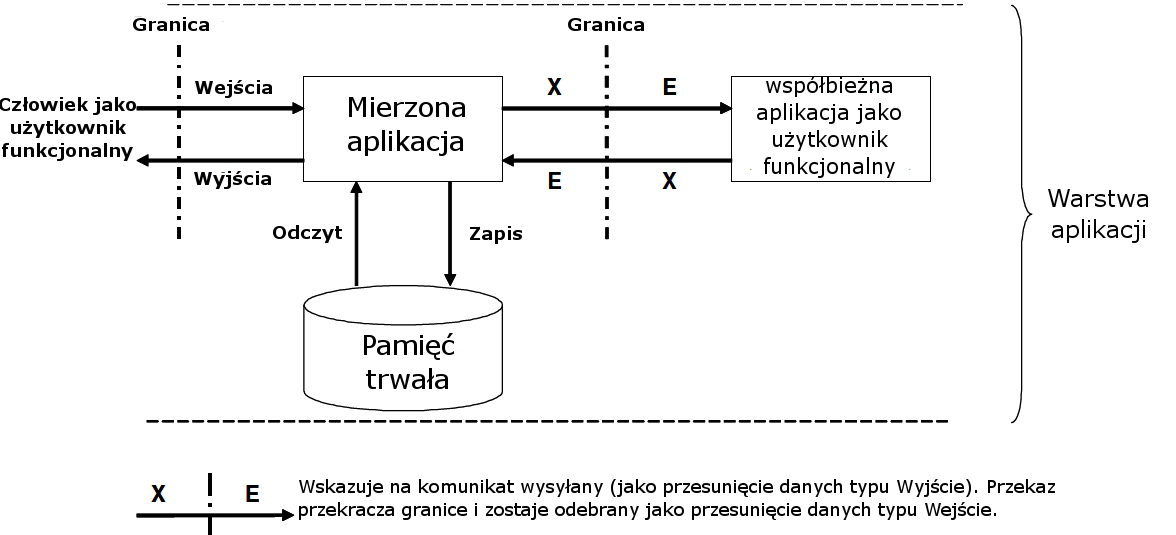 Granica
Granica
Człowiek jako
użytkownik
funkcjonalny
Wejścia
Wyjścia
Mierzona
aplikacja
X
E
E
X
współbieżna
aplikacja jako
użytkownik
funkcjonalny
Warstwa
aplikacji
Odczyt
Zapis
Pamięć
trwała
X
E
Wskazuje na komunikat wysyłany (jako przesunięcie danych typu Wyjście). Przekaz
przekracza granice i zostaje odebrany jako przesunięcie danych typu Wejście.